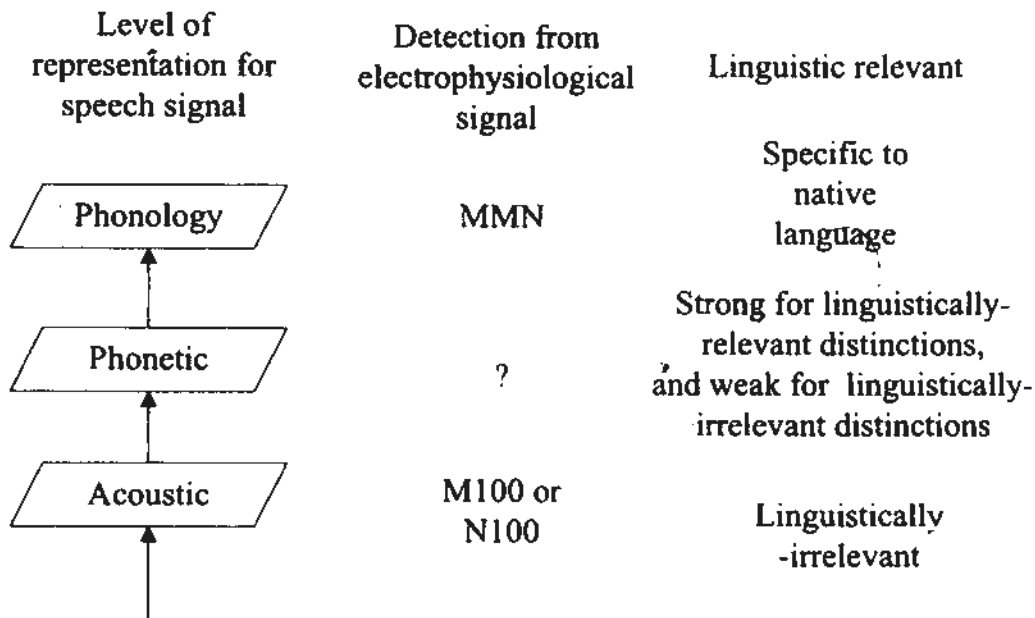 Level of
representation for
speech signal
Detection from
electrophysiological
signal
Linguistic relevant
Phonology
MMN
Specific to
native
language
Phonetic
?
Strong for linguistically-
relevant distinctions,
and weak for linguistically-
irrelevant distinctions
Acoustic
M100 or
N100
Linguistically
-irrelevant